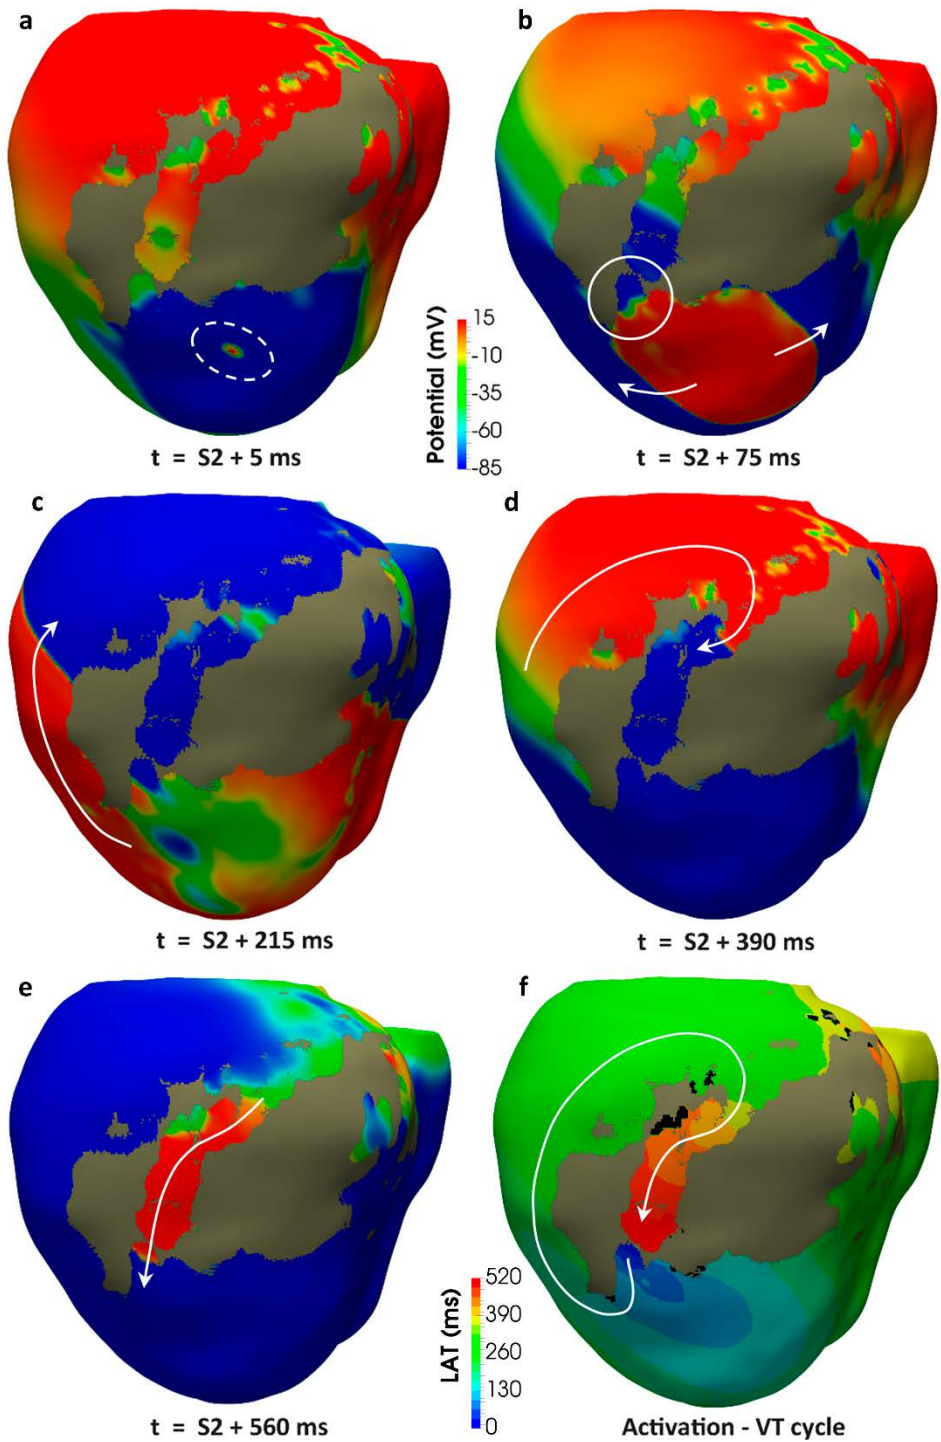 a
b
Potential (mV)
15
-10
-35
-60
-85
t = S2 + 5 ms
t = S2 + 75 ms
c
d
t = S2 + 215 ms
t = S2 + 390 ms
e
f
LAT (ms)
520
390
260
130
0
t = S2 + 560 ms
Activation - VT cycle